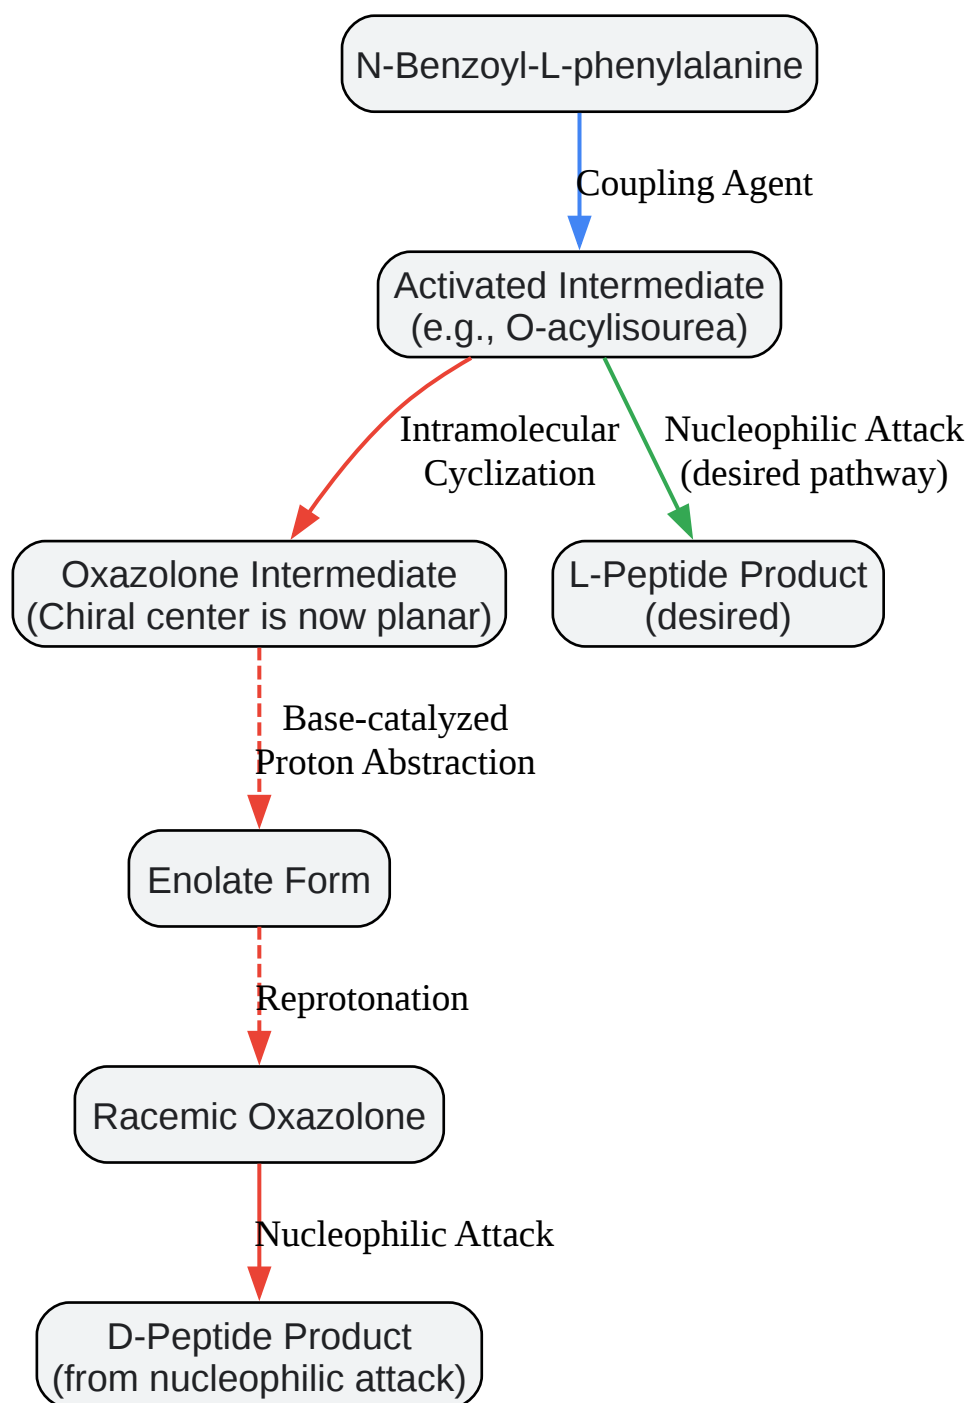 N-Benzoyl-L-phenylalanine
Coupling Agent
Activated Intermediate
(e.g., O-acylisourea)
Intramolecular
Cyclization
Nucleophilic Attack
(desired pathway)
Oxazolone Intermediate
(Chiral center is now planar)
L-Peptide Product
(desired)
Base-catalyzed
Proton Abstraction
Enolate Form
Reprotonation
Racemic Oxazolone
Nucleophilic Attack
D-Peptide Product
(from nucleophilic attack)